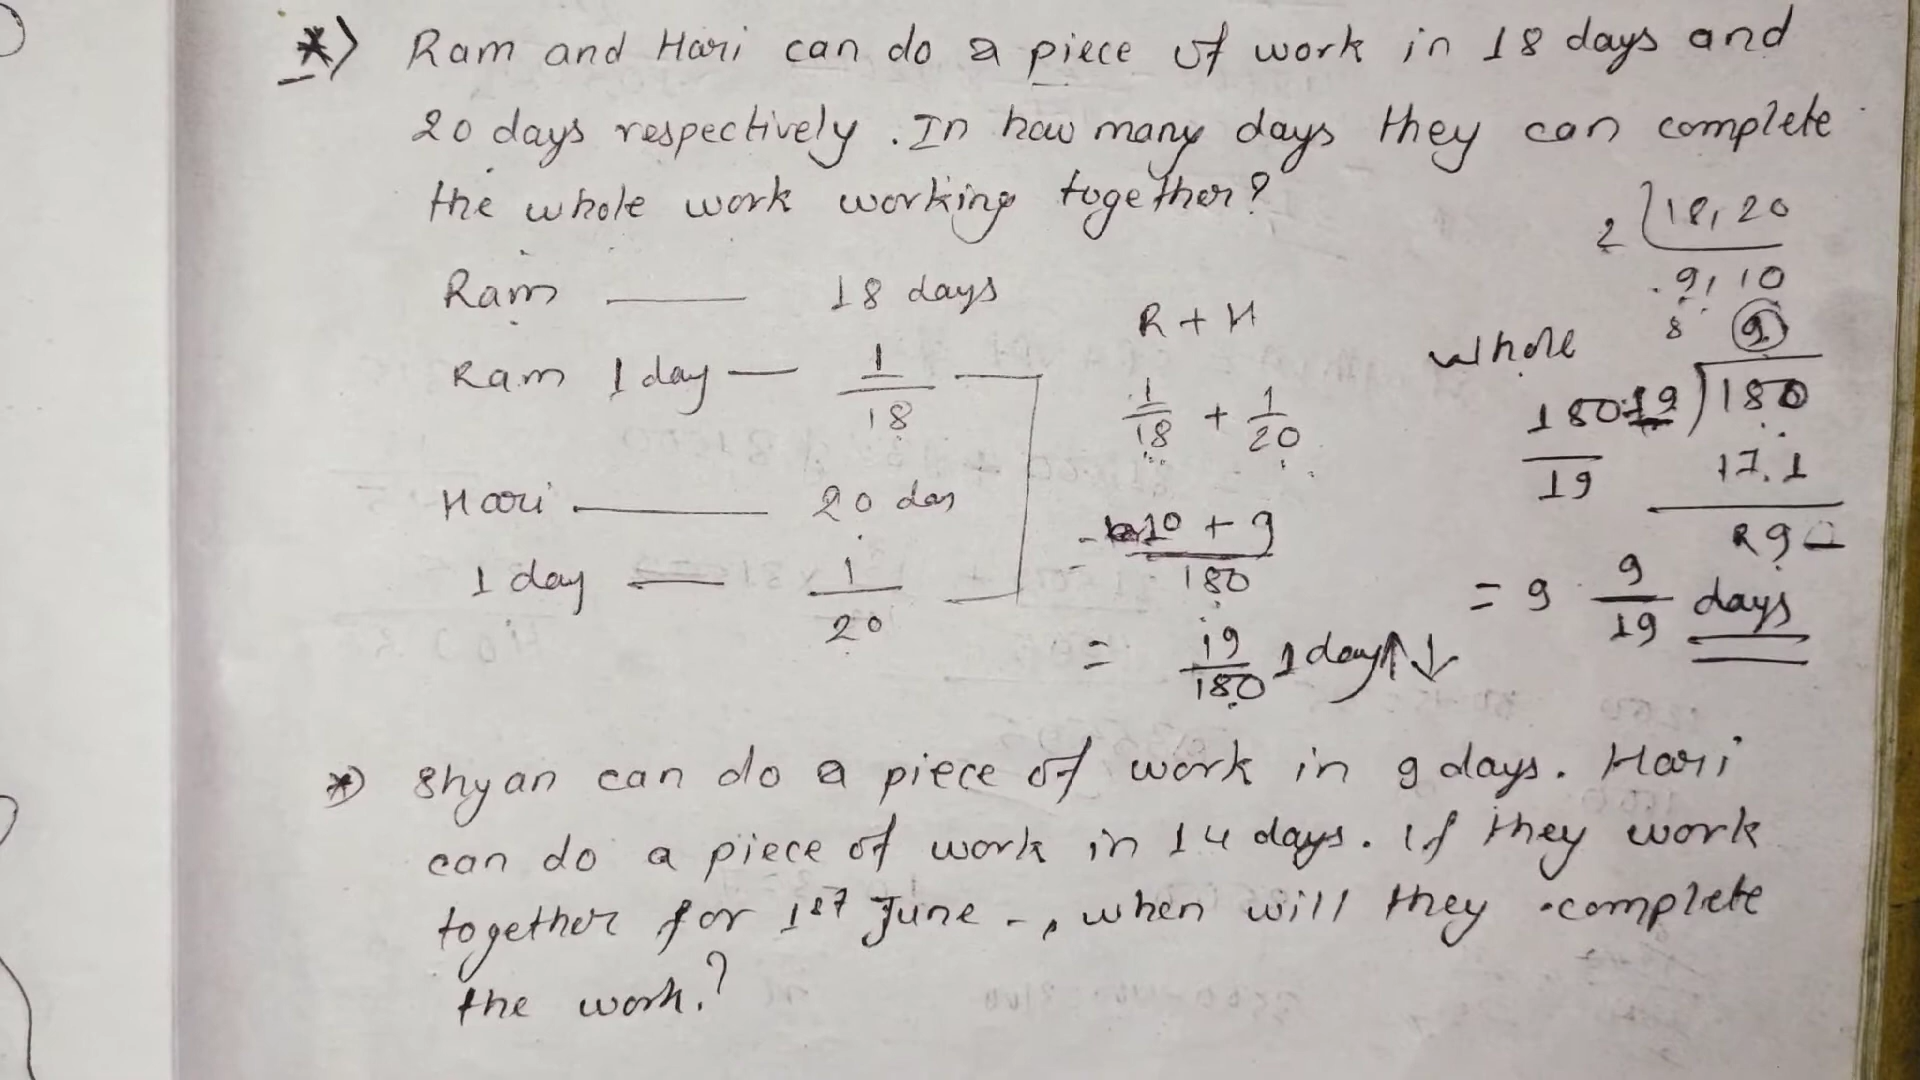 *) Ram and Hari can do a piece of work in 18 days and
20 days respectively. In how many days they can complete
the whole work working together?
2 18, 20
9, 10
Ram — 18 days
Ram 1 day — 1/18
Hari — 20 day
1 day — 1/20
R + H
1/18 + 1/20
10 + 9
180
= 19/180 1 day ↑↓
Whole
180/19
19) 180 (9
171
R 9
= 9 9/19 days
*) Shyan can do a piece of work in 9 days. Hari
can do a piece of work in 14 days. If they work
together for 1st June -, when will they complete
the work.?